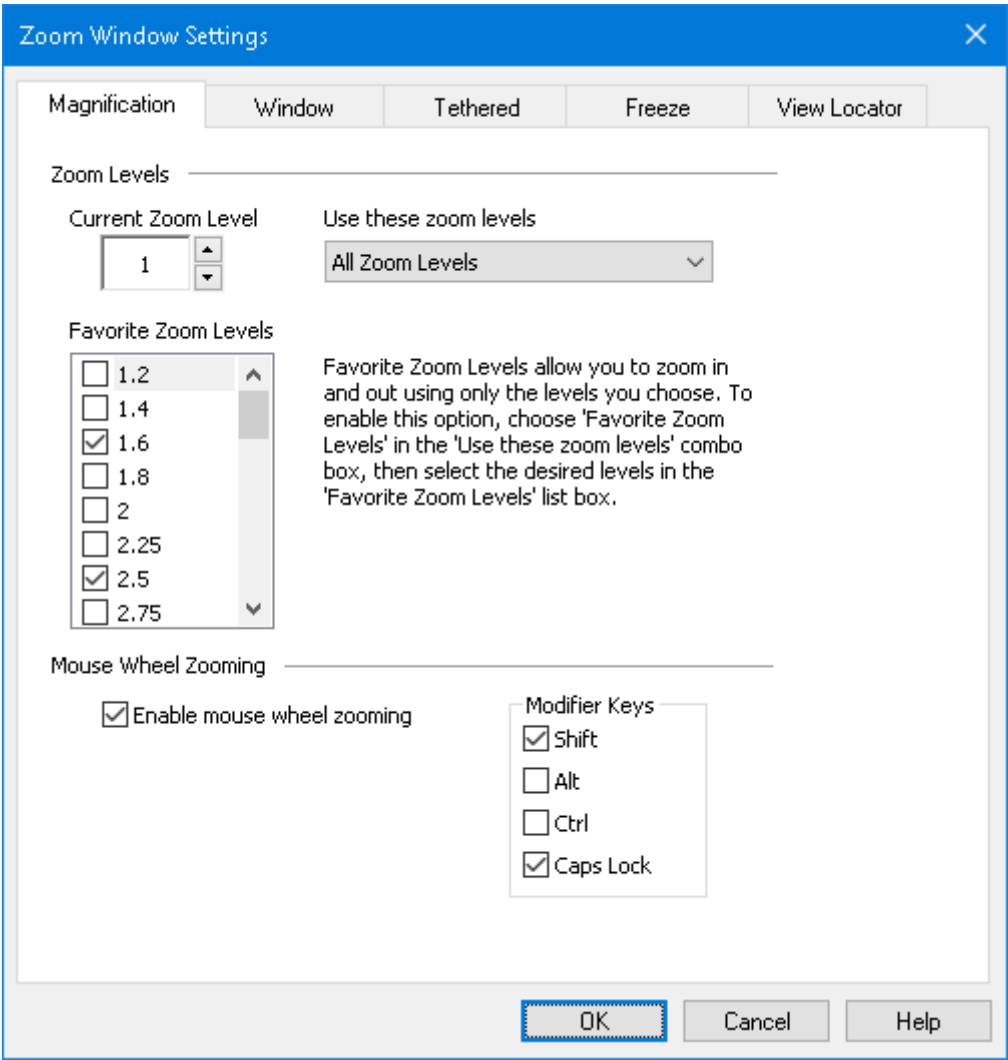 Zoom Window Settings
Magnification Window Tethered Freeze View Locator
Zoom Levels
Current Zoom Level Use these zoom levels
1 All Zoom Levels
Favorite Zoom Levels
1.2
1.4
1.6
1.8
2
2.25
2.5
2.75
Favorite Zoom Levels allow you to zoom in
and out using only the levels you choose. To
enable this option, choose 'Favorite Zoom
Levels' in the 'Use these zoom levels' combo
box, then select the desired levels in the
'Favorite Zoom Levels' list box.
Mouse Wheel Zooming
Enable mouse wheel zooming
Modifier Keys
Shift
Alt
Ctrl
Caps Lock
OK Cancel Help